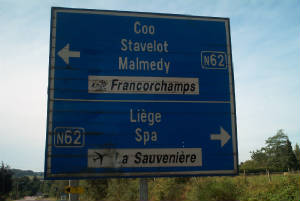 Coo
Stavelot
Malmedy
N62
Francorchamps
Liège
Spa
N62
La Sauvenière